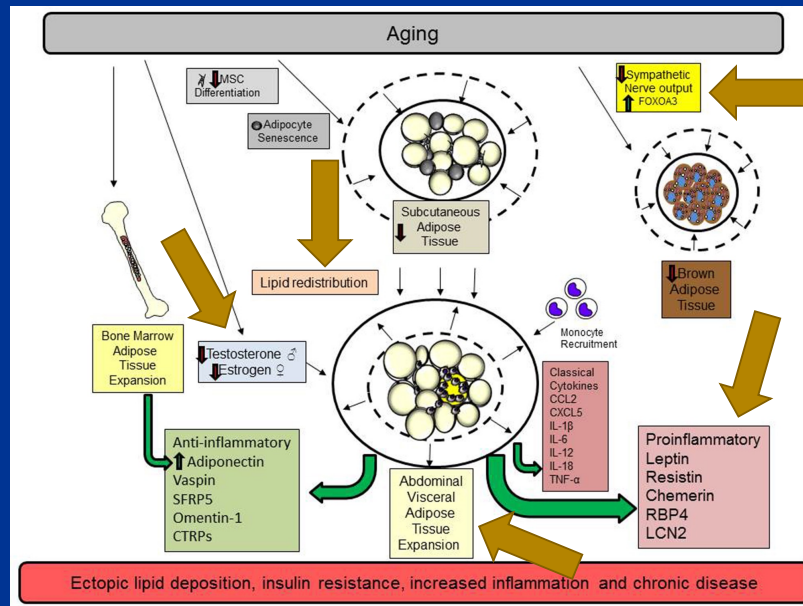 Aging
MSC
Differentiation
Adipocyte
Senescence
Sympathetic
Nerve output
FOXOA3
Subcutaneous
Adipose
Tissue
Brown
Adipose
Tissue
Lipid redistribution
Monocyte
Recruitment
Bone Marrow
Adipose
Tissue
Expansion
Testosterone ♂
Estrogen ♀
Classical
Cytokines
CCL2
CXCL5
IL-1β
IL-6
IL-12
IL-18
TNF-α
Anti-inflammatory
Adiponectin
Vaspin
SFRP5
Omentin-1
CTRPs
Abdominal
Visceral
Adipose
Tissue
Expansion
Proinflammatory
Leptin
Resistin
Chemerin
RBP4
LCN2
Ectopic lipid deposition, insulin resistance, increased inflammation and chronic disease